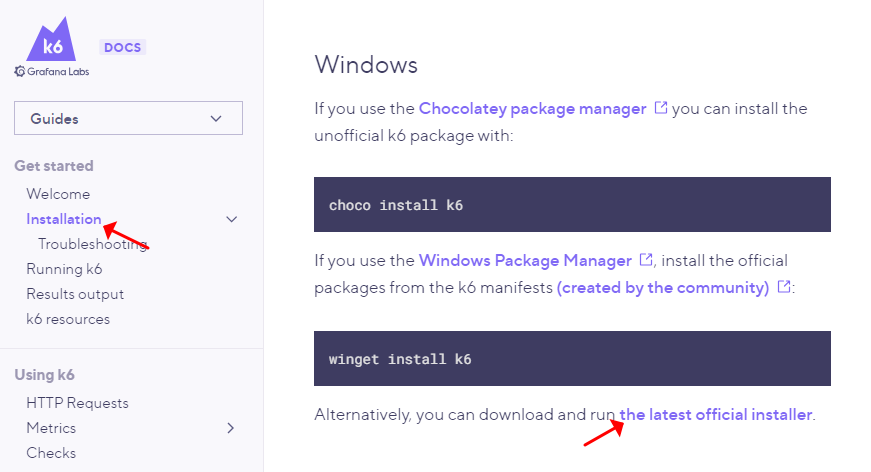 k6
DOCS
Grafana Labs
Guides
Get started
Welcome
Installation
Troubleshooting
Running k6
Results output
k6 resources
Using k6
HTTP Requests
Metrics
Checks
Windows
If you use the Chocolatey package manager you can install the
unofficial k6 package with:
choco install k6
If you use the Windows Package Manager , install the official
packages from the k6 manifests (created by the community) :
winget install k6
Alternatively, you can download and run the latest official installer.